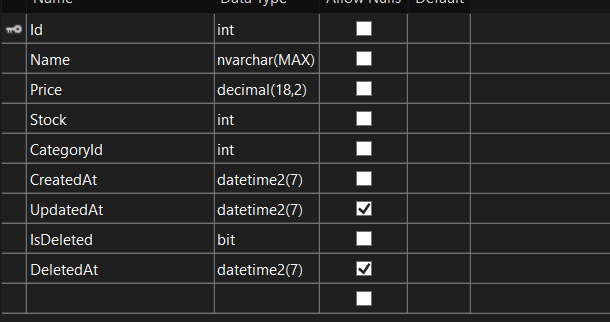 Name Data Type Allow Nulls Default
Id int
Name nvarchar(MAX)
Price decimal(18,2)
Stock int
CategoryId int
CreatedAt datetime2(7)
UpdatedAt datetime2(7)
IsDeleted bit
DeletedAt datetime2(7)